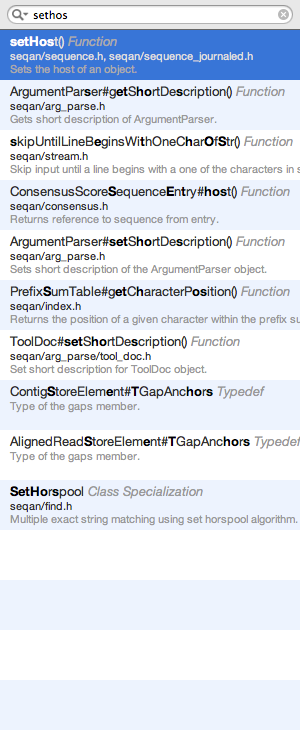 sethos
setHost() Function
seqan/sequence.h, seqan/sequence_journaled.h
Sets the host of an object.
ArgumentParser#getShortDescription() Function
seqan/arg_parse.h
Gets short description of ArgumentParser.
skipUntilLineBeginsWithOneCharOfStr() Function
seqan/stream.h
Skip input until a line begins with a one of the characters in s
ConsensusScoreSequenceEntry#host() Function
seqan/consensus.h
Returns reference to sequence from entry.
ArgumentParser#setShortDescription() Function
seqan/arg_parse.h
Sets short description of the ArgumentParser object.
PrefixSumTable#getCharacterPosition() Function
seqan/index.h
Returns the position of a given character within the prefix su
ToolDoc#setShortDescription() Function
seqan/arg_parse/tool_doc.h
Set short description for ToolDoc object.
ContigStoreElement#TGapAnchors Typedef
Type of the gaps member.
AlignedReadStoreElement#TGapAnchors Typedef
Type of the gaps member.
SetHorspool Class Specialization
seqan/find.h
Multiple exact string matching using set horspool algorithm.